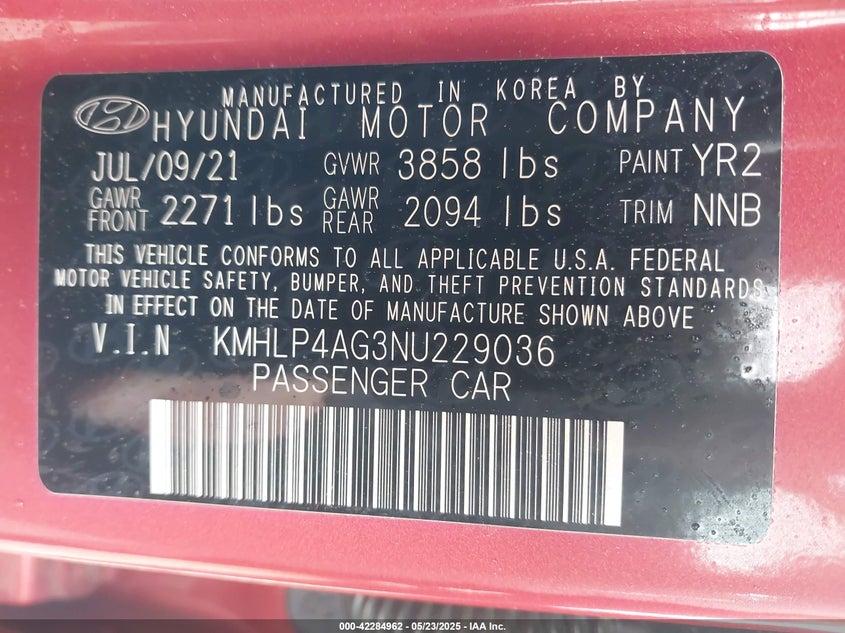 MANUFACTURED IN KOREA BY
HYUNDAI MOTOR COMPANY
JUL/09/21 GVWR 3858 lbs PAINT YR2
GAWR FRONT 2271 lbs GAWR REAR 2094 lbs TRIM NNB
THIS VEHICLE CONFORMS TO ALL APPLICABLE U.S.A. FEDERAL
MOTOR VEHICLE SAFETY, BUMPER, AND THEFT PREVENTION STANDARDS
IN EFFECT ON THE DATE OF MANUFACTURE SHOWN ABOVE
V.I.N KMHLP4AG3NU229036
PASSENGER CAR
000-42284962 - 05/23/2025 - IAA Inc.